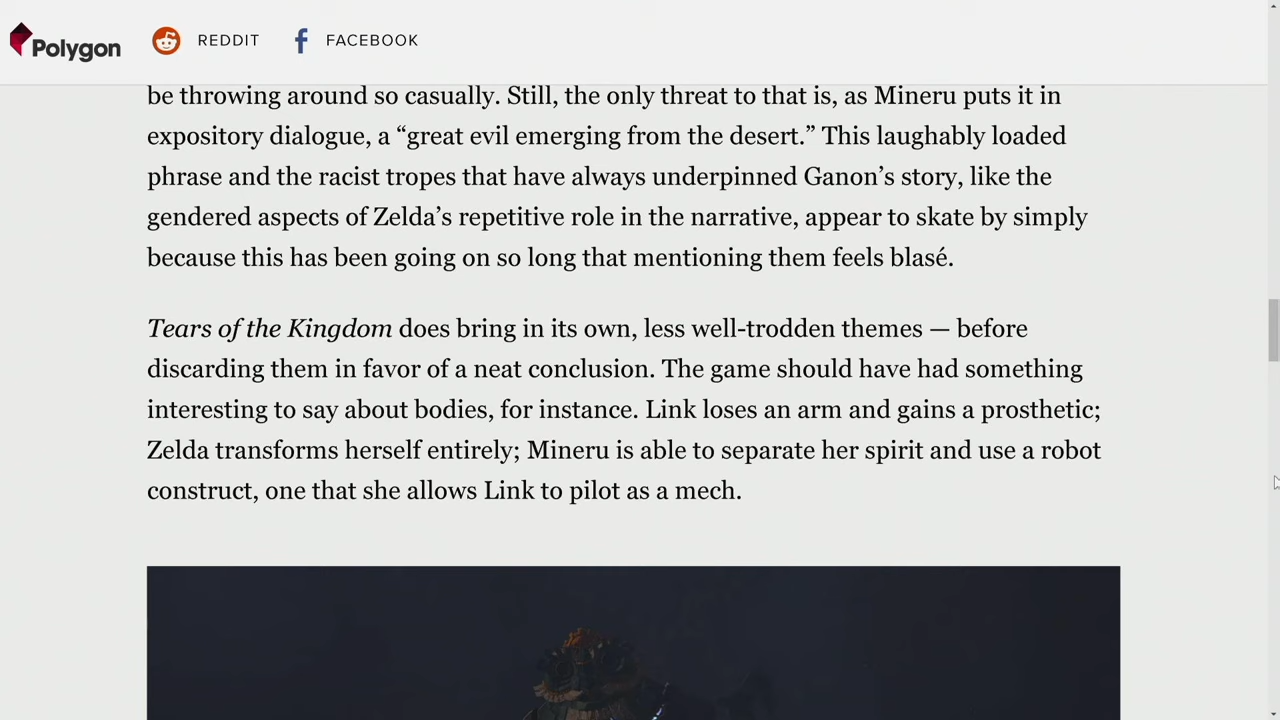 Polygon REDDIT FACEBOOK
be throwing around so casually. Still, the only threat to that is, as Mineru puts it in
expository dialogue, a “great evil emerging from the desert.” This laughably loaded
phrase and the racist tropes that have always underpinned Ganon’s story, like the
gendered aspects of Zelda’s repetitive role in the narrative, appear to skate by simply
because this has been going on so long that mentioning them feels blasé.
Tears of the Kingdom does bring in its own, less well-trodden themes — before
discarding them in favor of a neat conclusion. The game should have had something
interesting to say about bodies, for instance. Link loses an arm and gains a prosthetic;
Zelda transforms herself entirely; Mineru is able to separate her spirit and use a robot
construct, one that she allows Link to pilot as a mech.